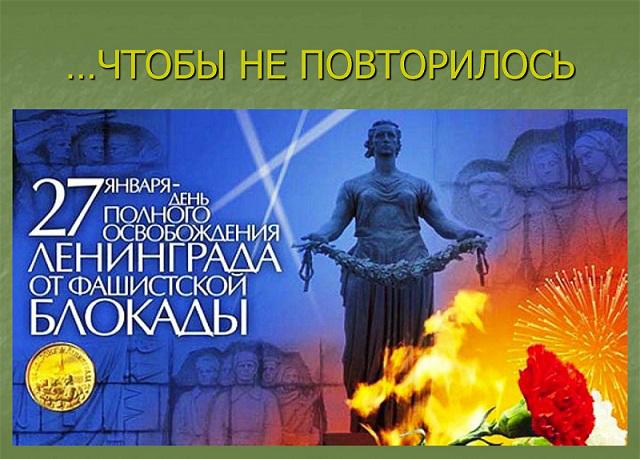 ...ЧТОБЫ НЕ ПОВТОРИЛОСЬ
27 ЯНВАРЯ-
ДЕНЬ
ПОЛНОГО
ОСВОБОЖДЕНИЯ
ЛЕНИНГРАДА
ОТ ФАШИСТСКОЙ
БЛОКАДЫ